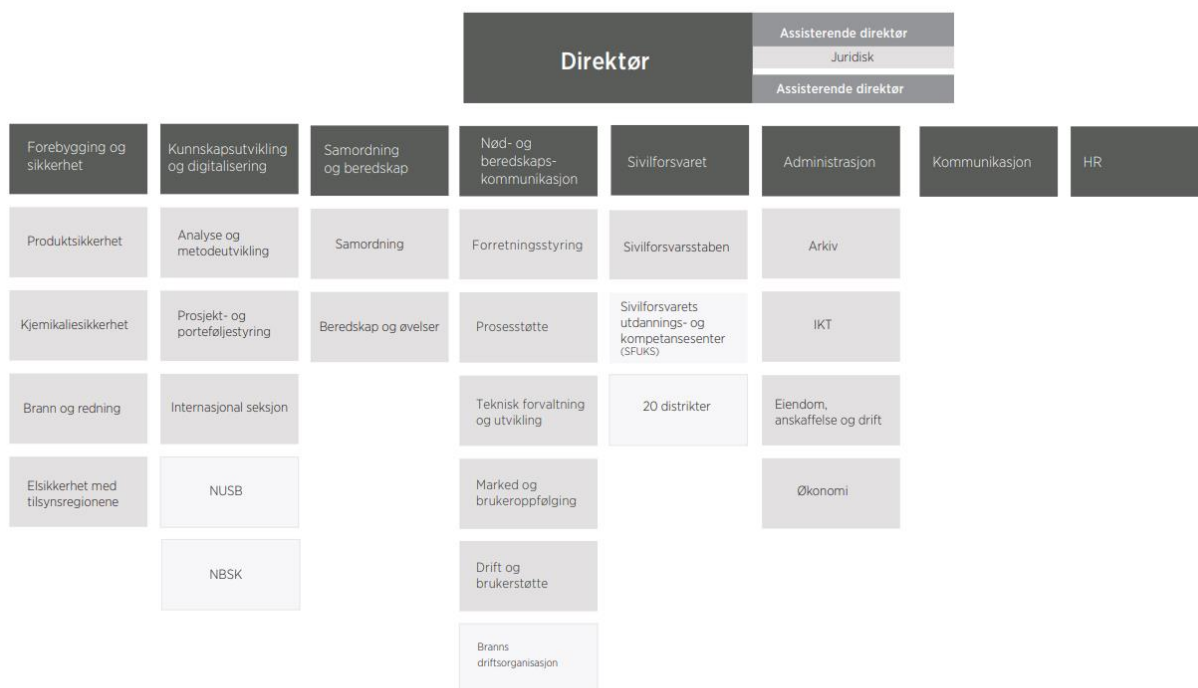 Direktør
Assisterende direktør
Juridisk
Assisterende direktør
Forebygging og
sikkerhet
Produktsikkerhet
Kjemikaliesikkerhet
Brann og redning
Elsikkerhet med
tilsynsregionene
Kunnskapsutvikling
og digitalisering
Analyse og
metodeutvikling
Prosjekt- og
porteføljestyring
Internasjonal seksjon
NUSB
NBSK
Samordning
og beredskap
Samordning
Beredskap og øvelser
Nød- og
beredskaps-
kommunikasjon
Forretningsstyring
Prosesstøtte
Teknisk forvaltning
og utvikling
Marked og
brukeroppfølging
Drift og
brukerstøtte
Branns
driftsorganisasjon
Sivilforsvaret
Sivilforsvarsstaben
Sivilforsvarets
utdannings- og
kompetansesenter
(SFUKS)
20 distrikter
Administrasjon
Arkiv
IKT
Eiendom,
anskaffelse og drift
Økonomi
Kommunikasjon
HR